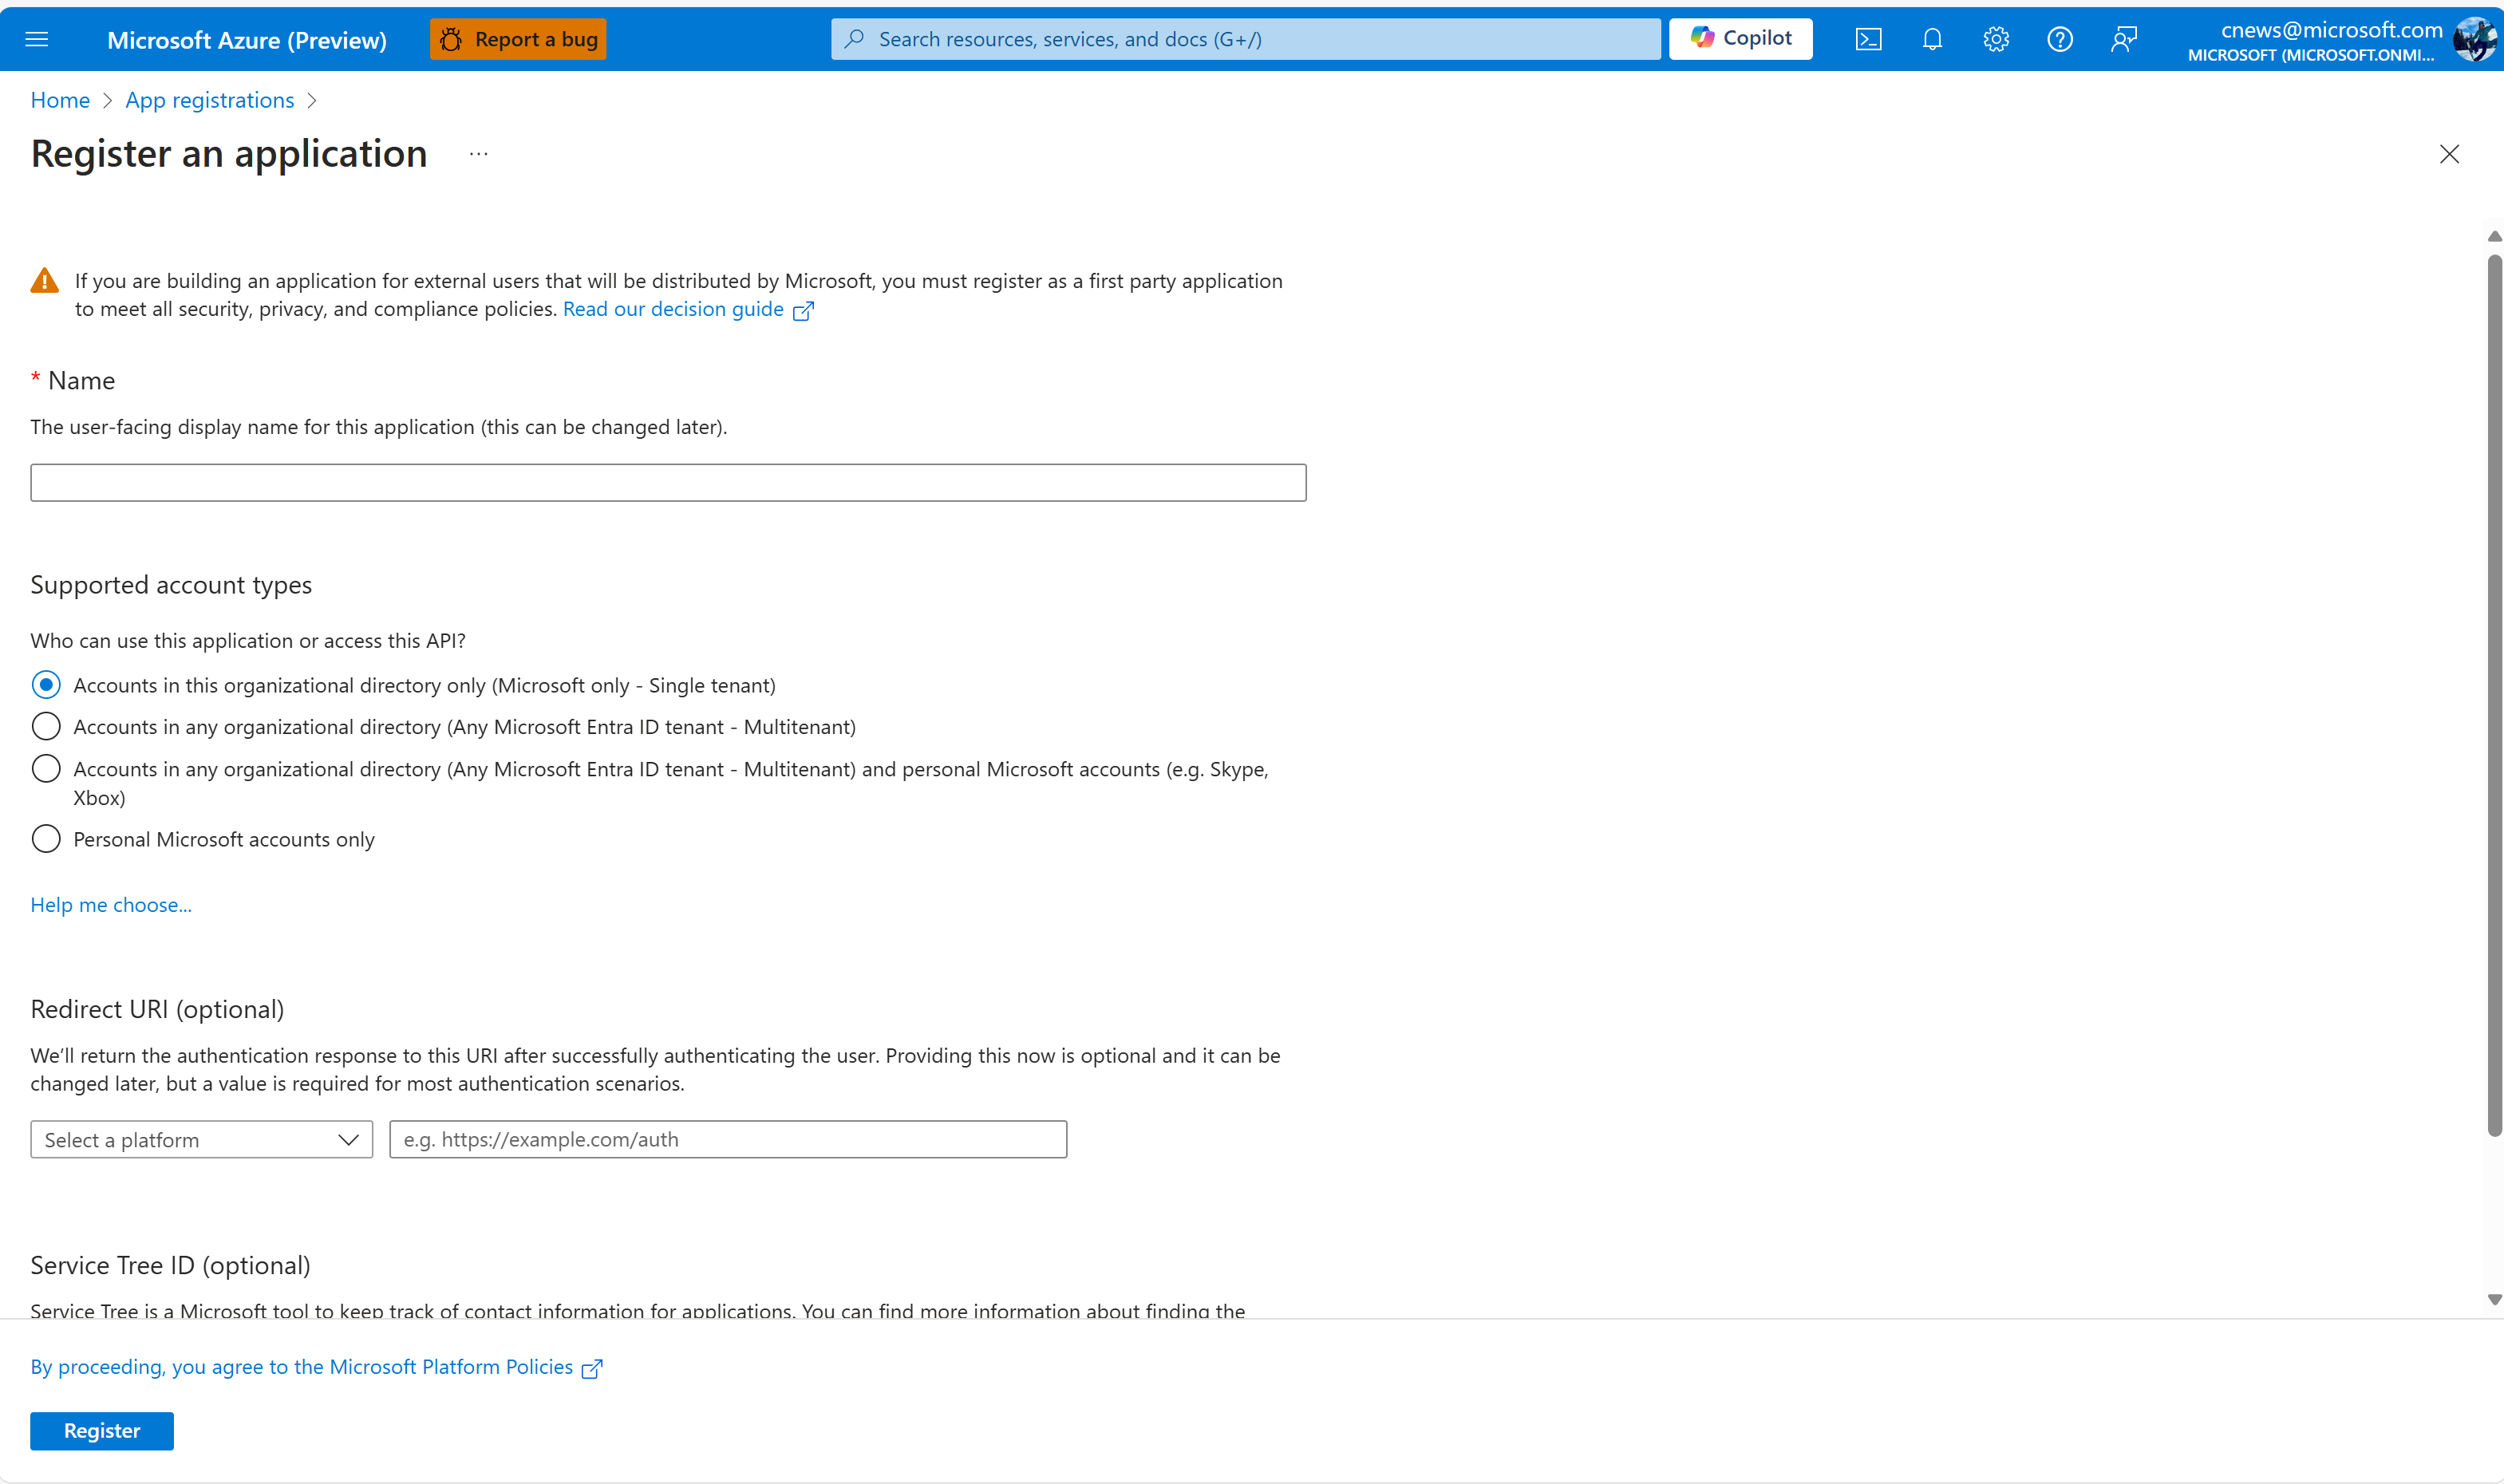 Microsoft Azure (Preview)
Report a bug
Search resources, services, and docs (G+/)
Copilot
cnews@microsoft.com
MICROSOFT (MICROSOFT.ONMI...
Home > App registrations >
Register an application ...
If you are building an application for external users that will be distributed by Microsoft, you must register as a first party application
to meet all security, privacy, and compliance policies. Read our decision guide
* Name
The user-facing display name for this application (this can be changed later).
Supported account types
Who can use this application or access this API?
Accounts in this organizational directory only (Microsoft only - Single tenant)
Accounts in any organizational directory (Any Microsoft Entra ID tenant - Multitenant)
Accounts in any organizational directory (Any Microsoft Entra ID tenant - Multitenant) and personal Microsoft accounts (e.g. Skype,
Xbox)
Personal Microsoft accounts only
Help me choose...
Redirect URI (optional)
We’ll return the authentication response to this URI after successfully authenticating the user. Providing this now is optional and it can be
changed later, but a value is required for most authentication scenarios.
Select a platform
e.g. https://example.com/auth
Service Tree ID (optional)
Service Tree is a Microsoft tool to keep track of contact information for applications. You can find more information about finding the
By proceeding, you agree to the Microsoft Platform Policies
Register